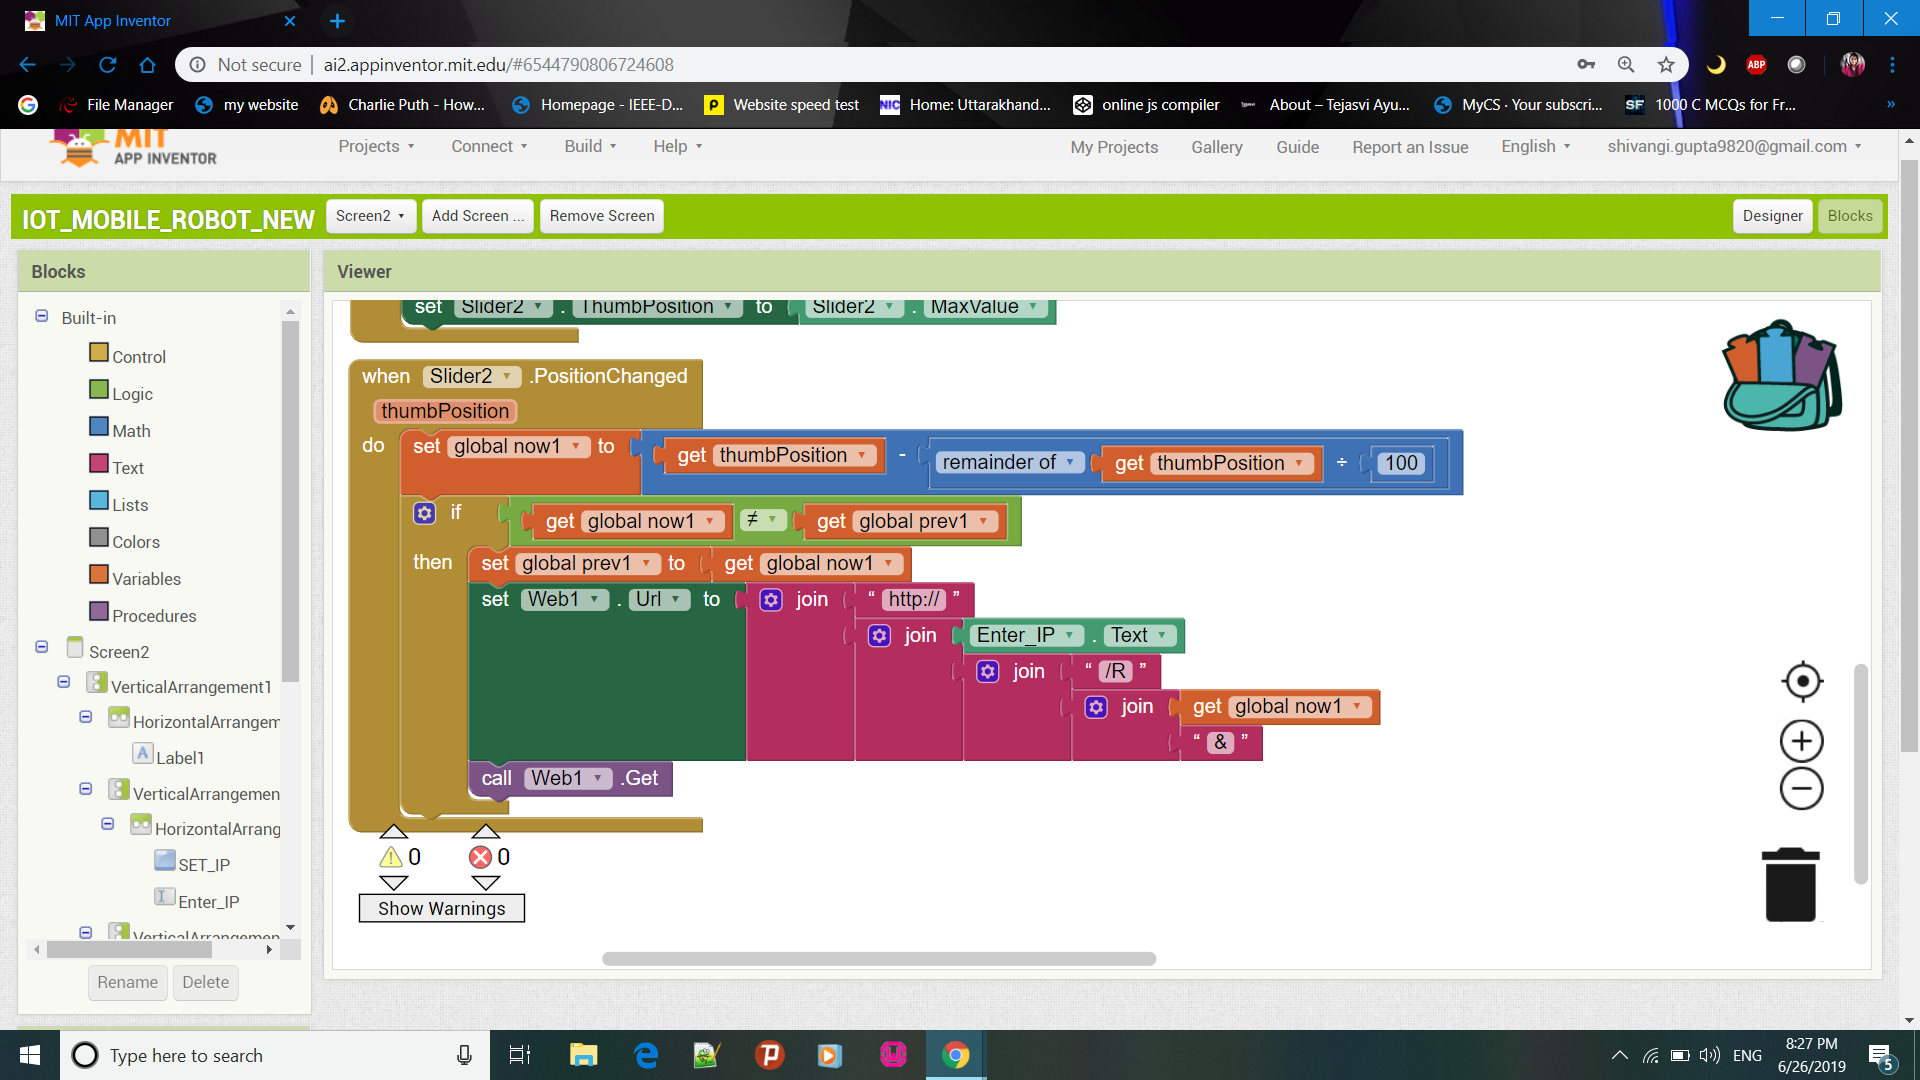 MIT App Inventor
Not secure ai2.appinventor.mit.edu/#6544790806724608
ABP
File Manager my website Charlie Puth - How... Homepage - IEEE-D... P Website speed test NIC Home: Uttarakhand... online js compiler About – Tejasvi Ayu... MyCS · Your subscri... SF 1000 C MCQs for Fr... »
MIT
APP INVENTOR
Projects Connect Build Help My Projects Gallery Guide Report an Issue English shivangi.gupta9820@gmail.com
IOT_MOBILE_ROBOT_NEW Screen2 Add Screen ... Remove Screen Designer Blocks
Blocks
Built-in
Control
Logic
Math
Text
Lists
Colors
Variables
Procedures
Screen2
VerticalArrangement1
HorizontalArrangem
A Label1
VerticalArrangemen
HorizontalArrang
SET_IP
Enter_IP
VerticalArrangemen
Rename Delete
Viewer
set Slider2 . ThumbPosition to Slider2 . MaxValue
when Slider2 .PositionChanged
thumbPosition
do set global now1 to get thumbPosition - remainder of get thumbPosition ÷ 100
if get global now1 ≠ get global prev1
then set global prev1 to get global now1
set Web1 . Url to join “ http:// ”
join Enter_IP . Text
join “ /R ”
join get global now1
“ & ”
call Web1 .Get
0 0
Show Warnings
Type here to search
ENG
8:27 PM
6/26/2019
5